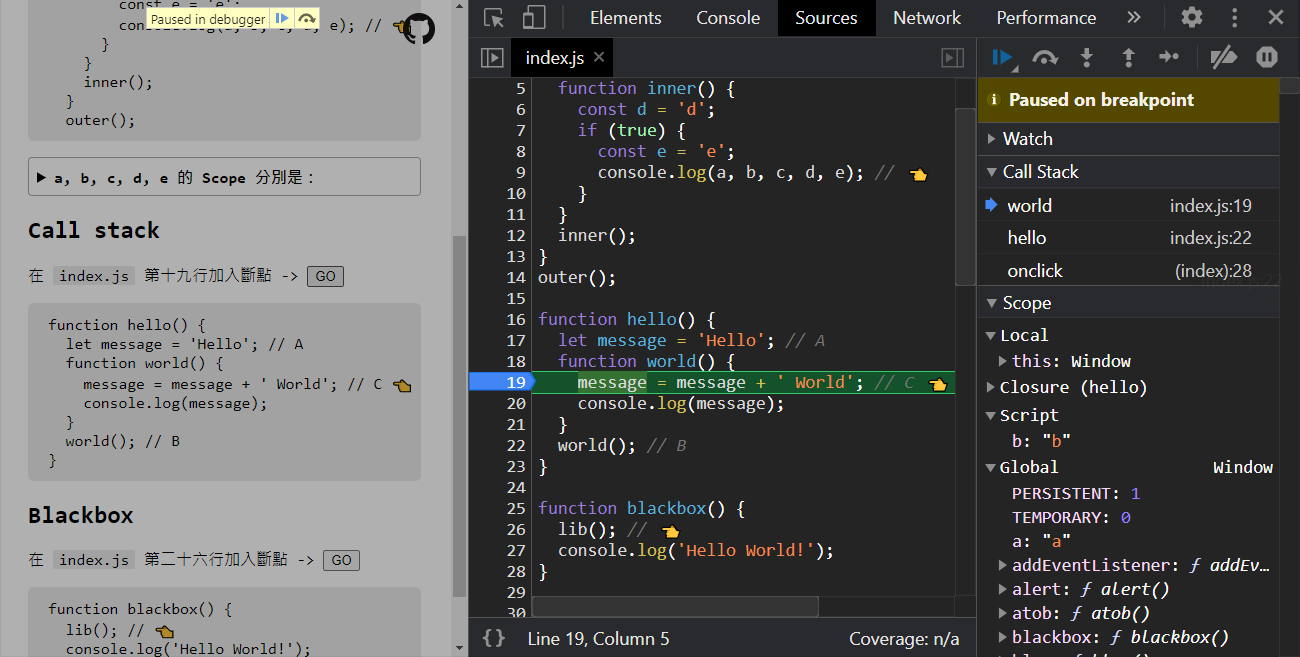 const e = 'e';
Paused in debugger
e); //
}
}
inner();
}
outer();
▶ a, b, c, d, e 的 Scope 分別是：
Call stack
在 index.js 第十九行加入斷點 -> GO
function hello() {
let message = 'Hello'; // A
function world() {
message = message + ' World'; // C 👈
console.log(message);
}
world(); // B
}
Blackbox
在 index.js 第二十六行加入斷點 -> GO
function blackbox() {
lib(); // 👈
console.log('Hello World!');
Elements Console Sources Network Performance »
index.js ×
5 function inner() {
6 const d = 'd';
7 if (true) {
8 const e = 'e';
9 console.log(a, b, c, d, e); // 👈
10 }
11 }
12 inner();
13 }
14 outer();
15
16 function hello() {
17 let message = 'Hello'; // A
18 function world() {
19 message = message + ' World'; // C 👈
20 console.log(message);
21 }
22 world(); // B
23 }
24
25 function blackbox() {
26 lib(); // 👈
27 console.log('Hello World!');
28 }
29
30
{} Line 19, Column 5 Coverage: n/a
Paused on breakpoint
▶ Watch
▼ Call Stack
world index.js:19
hello index.js:22
onclick (index):28
index.js:22
▼ Scope
▼ Local
▶ this: Window
▶ Closure (hello)
▼ Script
b: "b"
▼ Global Window
PERSISTENT: 1
TEMPORARY: 0
a: "a"
▶ addEventListener: ƒ addEv…
▶ alert: ƒ alert()
▶ atob: ƒ atob()
▶ blackbox: ƒ blackbox()